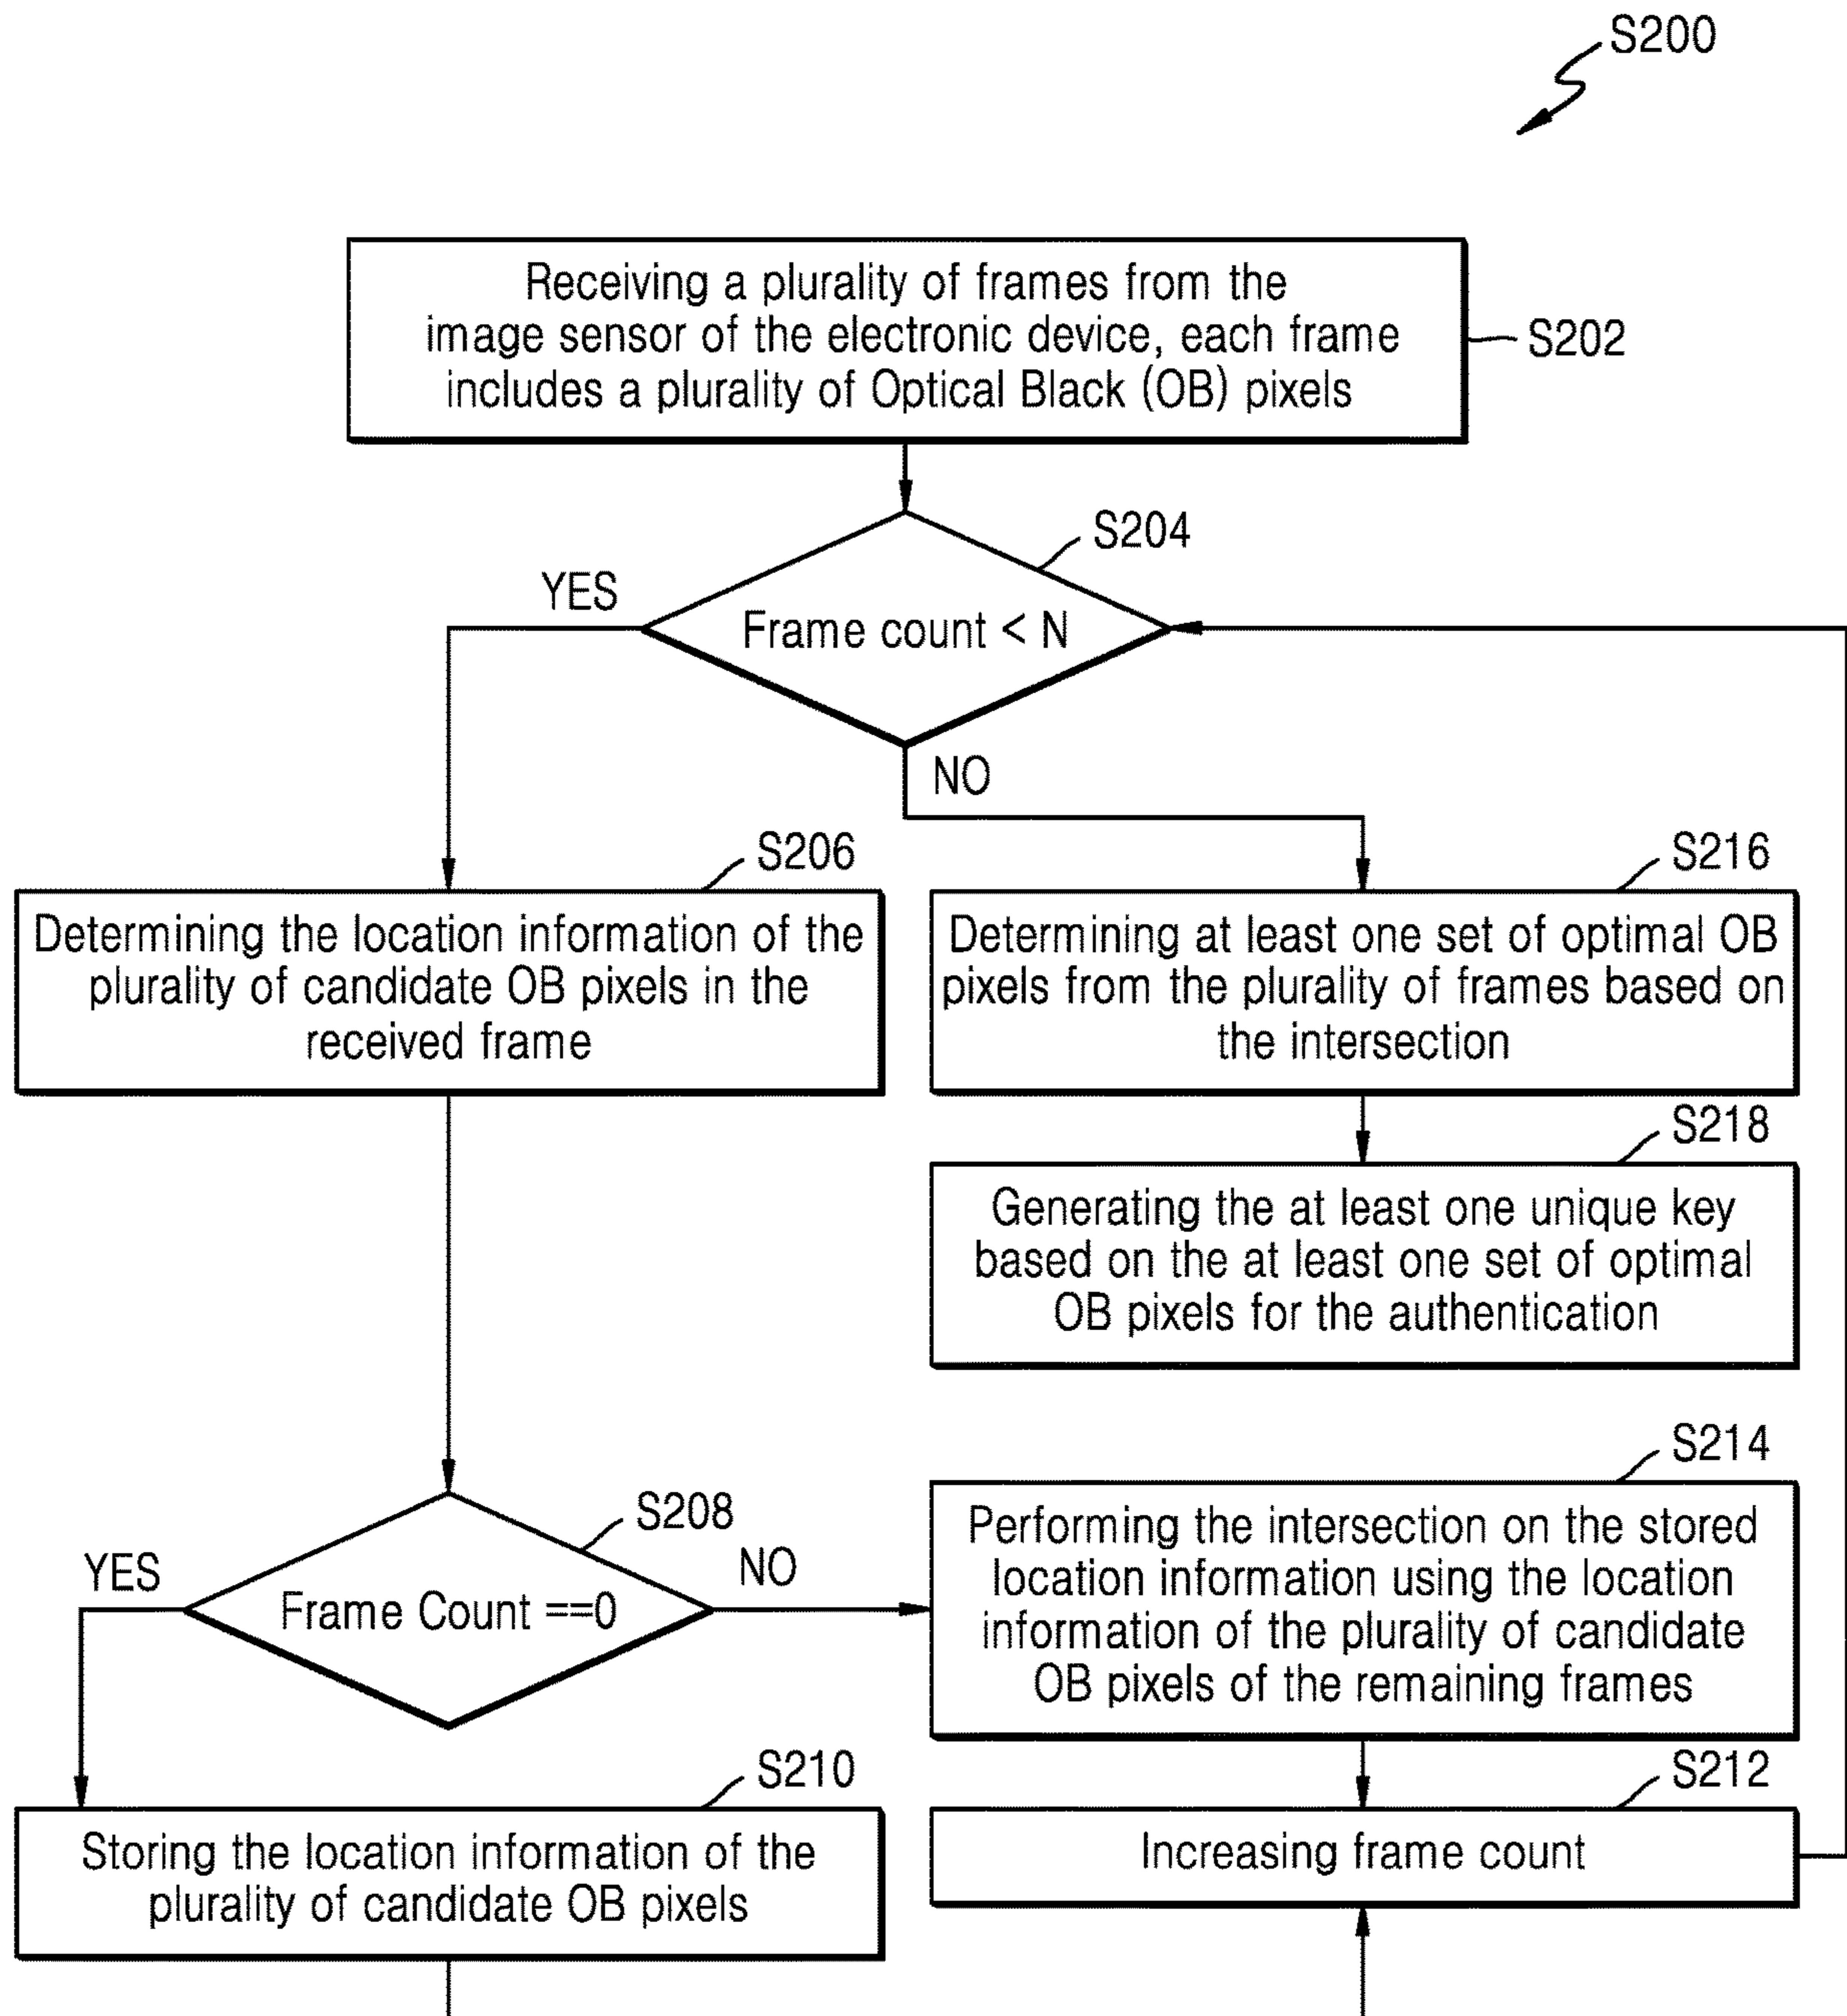 S200
Receiving a plurality of frames from the
image sensor of the electronic device, each frame
includes a plurality of Optical Black (OB) pixels
S202
S204
YES
Frame count < N
NO
S206
Determining the location information of the
plurality of candidate OB pixels in the
received frame
S216
Determining at least one set of optimal OB
pixels from the plurality of frames based on
the intersection
S218
Generating the at least one unique key
based on the at least one set of optimal
OB pixels for the authentication
S208
YES
Frame Count ==0
NO
S214
Performing the intersection on the stored
location information using the location
information of the plurality of candidate
OB pixels of the remaining frames
S210
Storing the location information of the
plurality of candidate OB pixels
S212
Increasing frame count